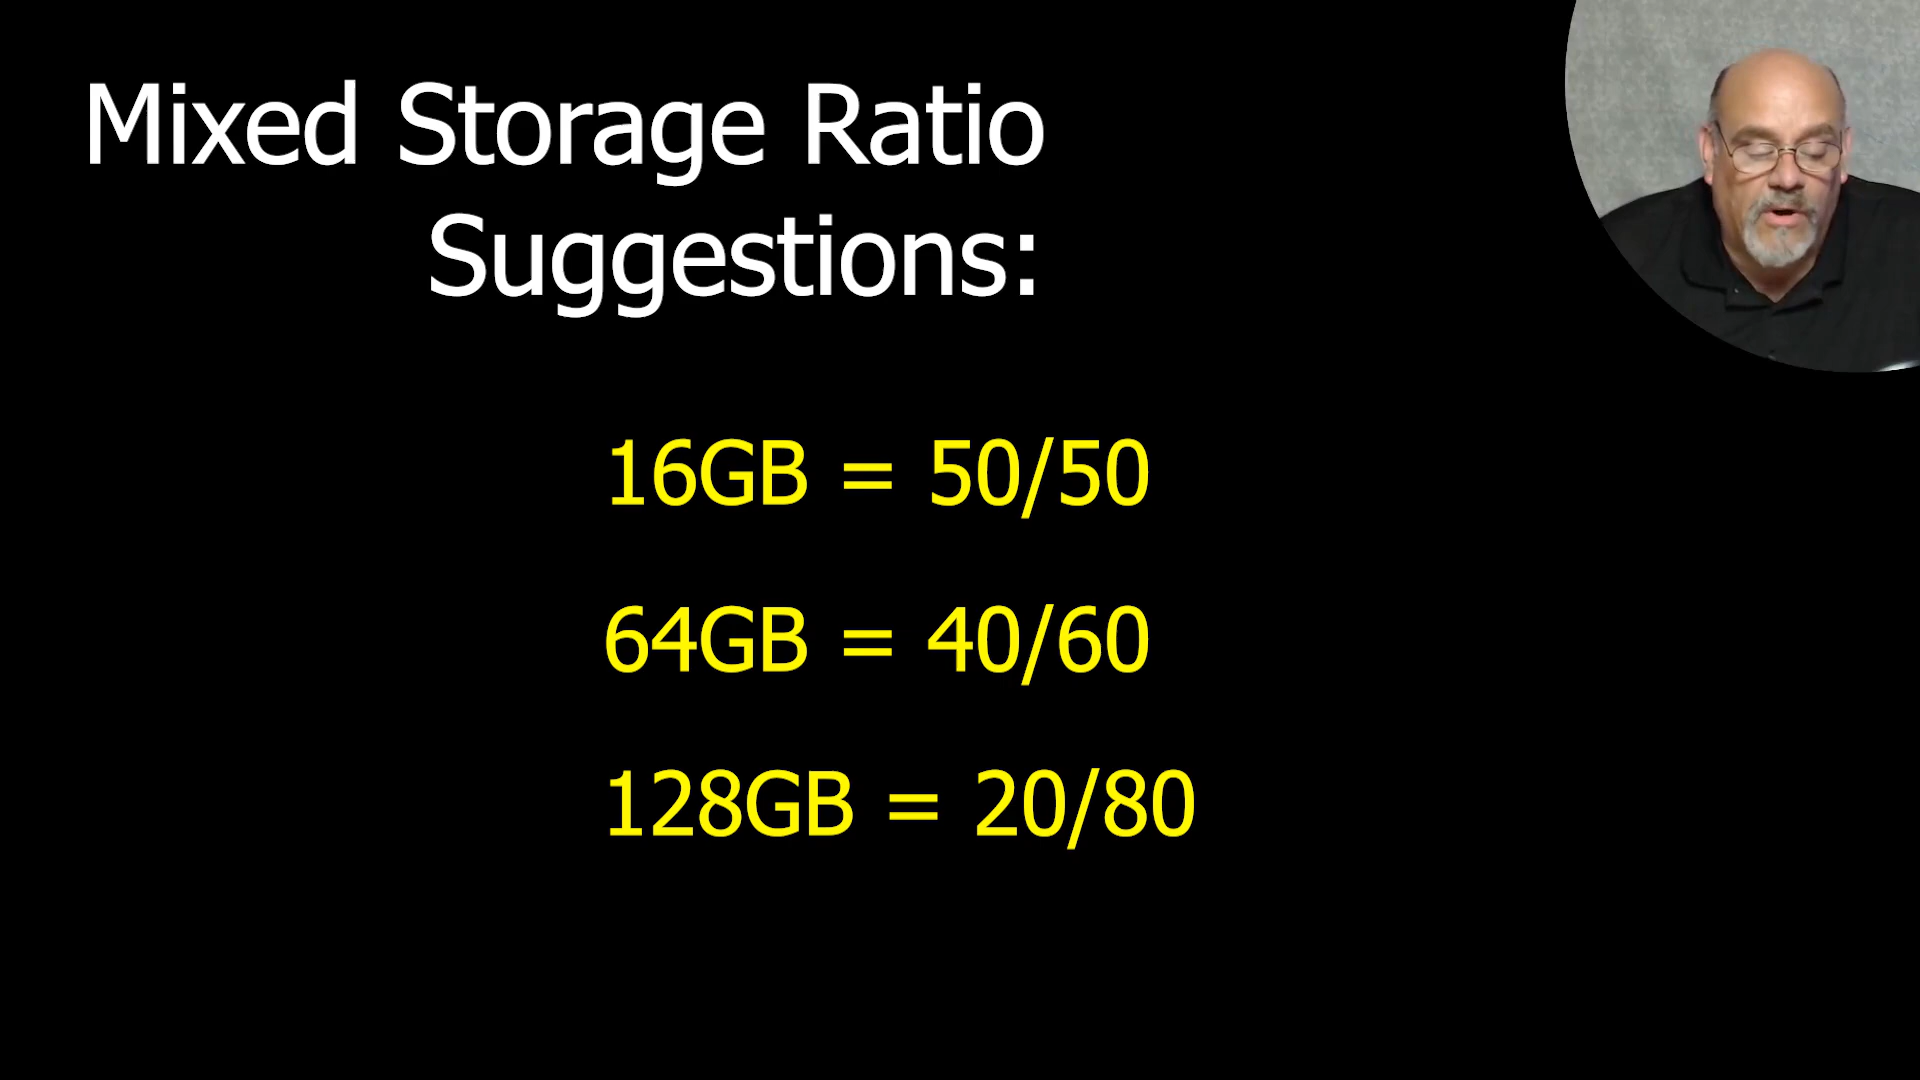 Mixed Storage Ratio
Suggestions:
16GB = 50/50
64GB = 40/60
128GB = 20/80